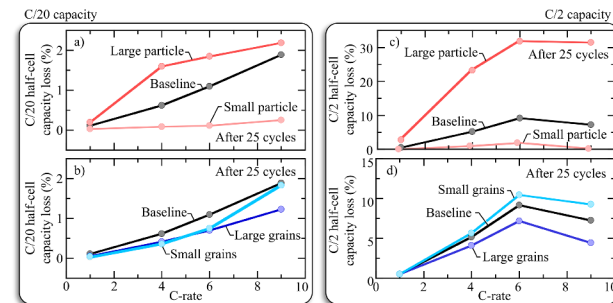 C/20 capacity
C/2 capacity
a)
Large particle
Baseline
Small particle
After 25 cycles
C/20 half-cell
capacity loss (%)
2
1
0
b)
After 25 cycles
Baseline
Large grains
Small grains
C/20 half-cell
capacity loss (%)
2
1
0
0 2 4 6 8 10
C-rate
c)
Large particle
After 25 cycles
Baseline
Small particle
C/2 half-cell
capacity loss (%)
30
20
10
0
d)
After 25 cycles
Small grains
Baseline
Large grains
C/2 half-cell
capacity loss (%)
15
10
5
0
0 2 4 6 8 10
C-rate